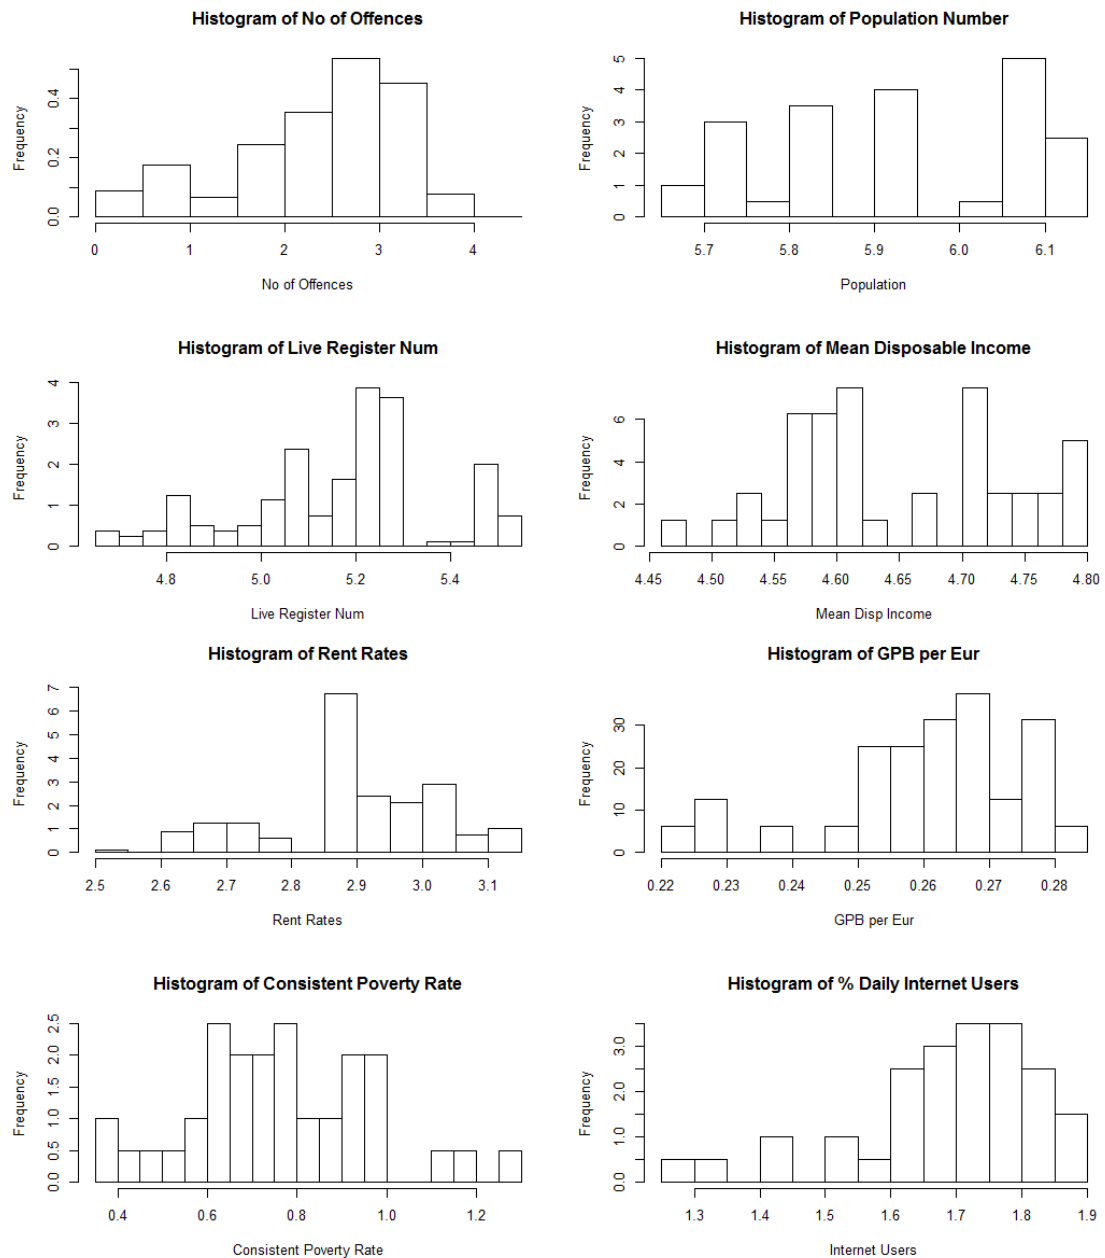 Histogram of No of Offences
Frequency
0.0 0.2 0.4
0 1 2 3 4
No of Offences
Histogram of Population Number
Frequency
0 1 2 3 4 5
5.7 5.8 5.9 6.0 6.1
Population
Histogram of Live Register Num
Frequency
0 1 2 3 4
4.8 5.0 5.2 5.4
Live Register Num
Histogram of Mean Disposable Income
Frequency
0 2 4 6
4.45 4.50 4.55 4.60 4.65 4.70 4.75 4.80
Mean Disp Income
Histogram of Rent Rates
Frequency
0 1 2 3 4 5 6 7
2.5 2.6 2.7 2.8 2.9 3.0 3.1
Rent Rates
Histogram of GPB per Eur
Frequency
0 10 20 30
0.22 0.23 0.24 0.25 0.26 0.27 0.28
GPB per Eur
Histogram of Consistent Poverty Rate
Frequency
0.0 0.5 1.0 1.5 2.0 2.5
0.4 0.6 0.8 1.0 1.2
Consistent Poverty Rate
Histogram of % Daily Internet Users
Frequency
0.0 1.0 2.0 3.0
1.3 1.4 1.5 1.6 1.7 1.8 1.9
Internet Users